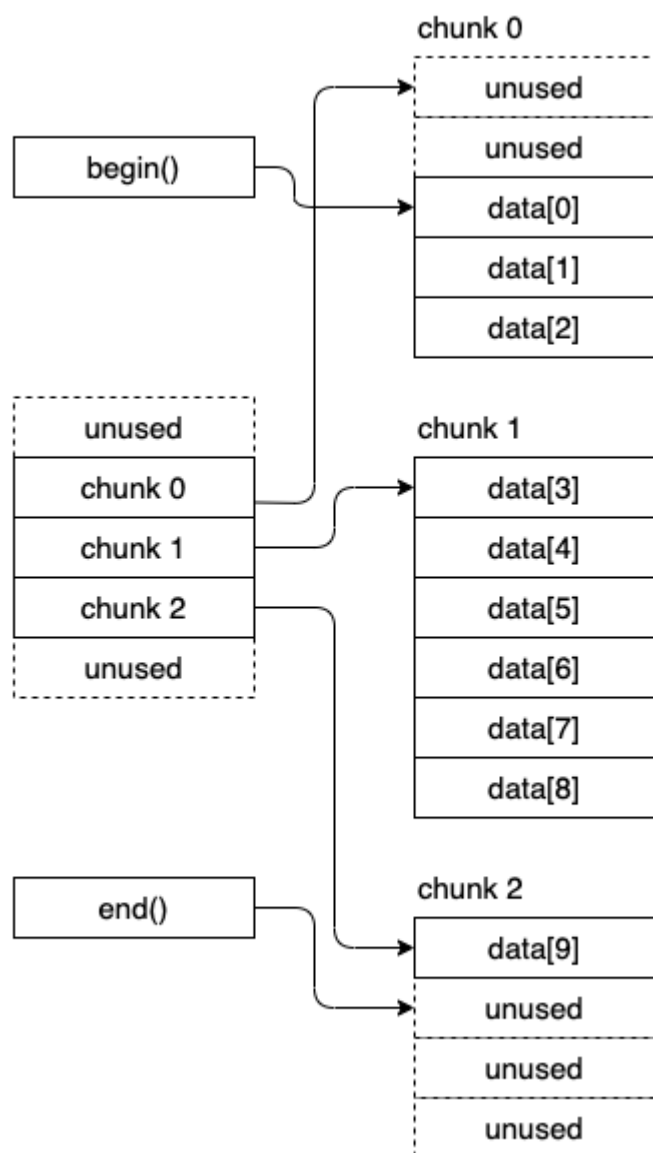 chunk 0
unused
unused
data[0]
data[1]
data[2]
begin()
unused
chunk 0
chunk 1
chunk 2
unused
chunk 1
data[3]
data[4]
data[5]
data[6]
data[7]
data[8]
end()
chunk 2
data[9]
unused
unused
unused